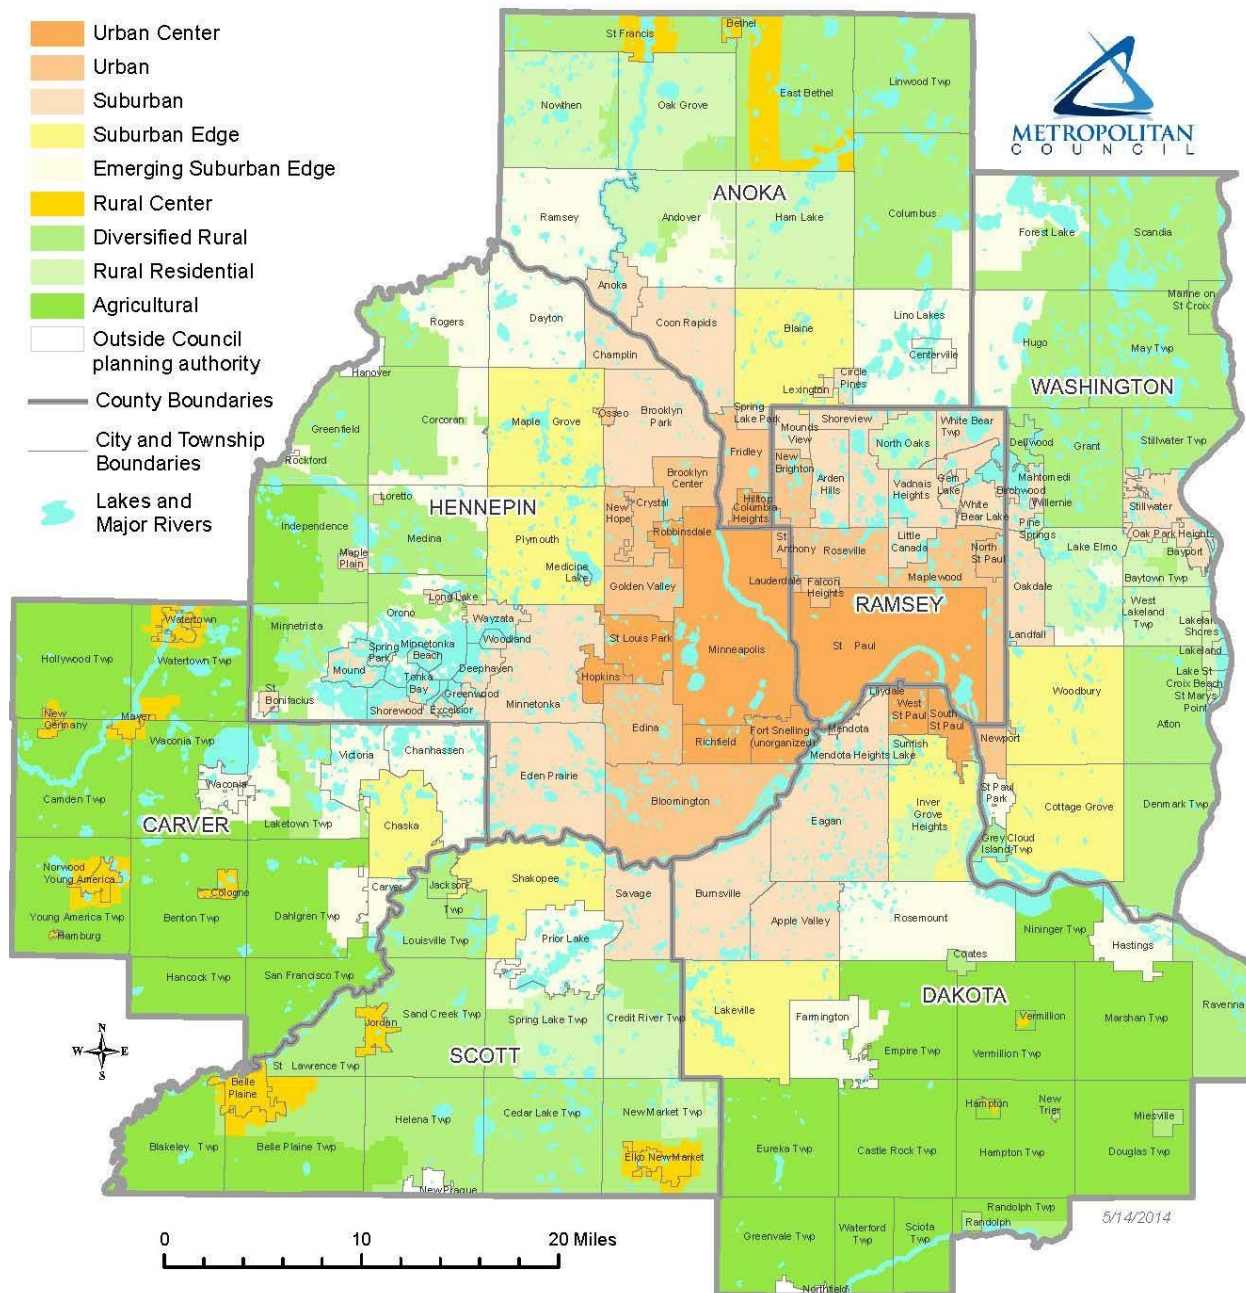 Urban Center
Urban
Suburban
Suburban Edge
Emerging Suburban Edge
Rural Center
Diversified Rural
Rural Residential
Agricultural
Outside Council
planning authority
County Boundaries
City and Township
Boundaries
Lakes and
Major Rivers
METROPOLITAN
COUNCIL
St Francis
Bethel
East Bethel
Linwood Twp
Nowthen
Oak Grove
ANOKA
Ramsey
Andover
Ham Lake
Columbus
Forest Lake
Scandia
Marine on
St Croix
Anoka
Rogers
Dayton
Coon Rapids
Blaine
Lino Lakes
Centerville
Hugo
May Twp
Champlin
Hanover
Circle
Pines
Lexington
WASHINGTON
Corcoran
Maple Grove
Osseo
Brooklyn
Park
Spring
Lake Park
Mounds
View
Shoreview
White Bear
Twp
Greenfield
Fridley
North Oaks
Dellwood
Grant
Stillwater Twp
Rockford
Brooklyn
Center
New
Brighton
Arden
Hills
Vadnais
Heights
Gem
Lake
Mahtomedi
Birchwood
Willernie
Stillwater
HENNEPIN
Loretto
New
Hope
Crystal
Hilltop
Columbia
Heights
White
Bear Lake
Pine
Springs
Oak Park Heights
Independence
Medina
Plymouth
Robbinsdale
St
Anthony
Roseville
Little
Canada
North
St Paul
Lake Elmo
Bayport
Maple
Plain
Medicine
Lake
Golden Valley
Lauderdale
Falcon
Heights
Maplewood
Oakdale
Baytown Twp
Long Lake
RAMSEY
West
Lakeland
Twp
Watertown
Minnetrista
Orono
Wayzata
Lakeland
Shores
Hollywood Twp
Watertown Twp
Spring
Park
Minnetonka
Beach
Woodland
St Louis Park
Minneapolis
St Paul
Landfall
Lakeland
Mound
Tonka
Bay
Deephaven
Hopkins
Lake St
Croix Beach
St
Bonifacius
Greenwood
Shorewood
Excelsior
Minnetonka
Lilydale
West
St Paul
South
St Paul
Woodbury
St Marys
Point
New
Germany
Mayer
Edina
Richfield
Fort Snelling
(unorganized)
Mendota
Newport
Afton
Waconia Twp
Victoria
Chanhassen
Mendota Heights
Sunfish
Lake
Waconia
Eden Prairie
Bloomington
St Paul
Park
Camden Twp
CARVER
Laketown Twp
Chaska
Eagan
Inver
Grove
Heights
Cottage Grove
Denmark Twp
Grey Cloud
Island Twp
Norwood
Young America
Cologne
Carver
Jackson
Twp
Shakopee
Savage
Burnsville
Young America Twp
Benton Twp
Dahlgren Twp
Apple Valley
Rosemount
Hamburg
Louisville Twp
Prior Lake
Nininger Twp
Hastings
Coates
Hancock Twp
San Francisco Twp
DAKOTA
Ravenna
Jordan
Sand Creek Twp
Spring Lake Twp
Credit River Twp
Lakeville
Farmington
Vermillion
Marshan Twp
SCOTT
Empire Twp
Vermillion Twp
St Lawrence Twp
Belle
Plaine
Helena Twp
Cedar Lake Twp
New Market Twp
Hampton
New
Trier
Miesville
Blakeley Twp
Belle Plaine Twp
Elko New Market
Eureka Twp
Castle Rock Twp
Hampton Twp
Douglas Twp
New Prague
Randolph Twp
Randolph
Greenvale Twp
Waterford
Twp
Sciota
Twp
Northfield
N
W E
S
0 10 20 Miles
5/14/2014